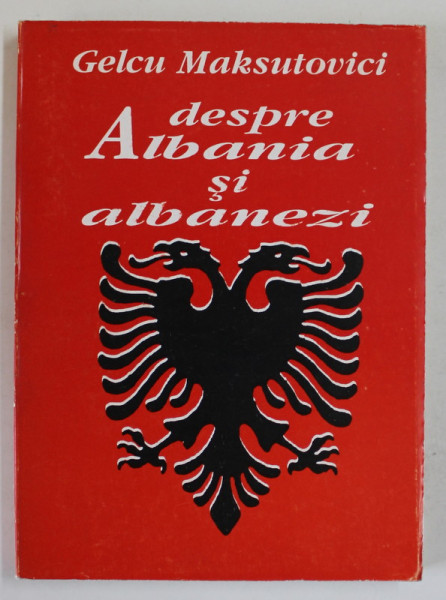 Gelcu Maksutovici
despre
Albania
şi
albanezi